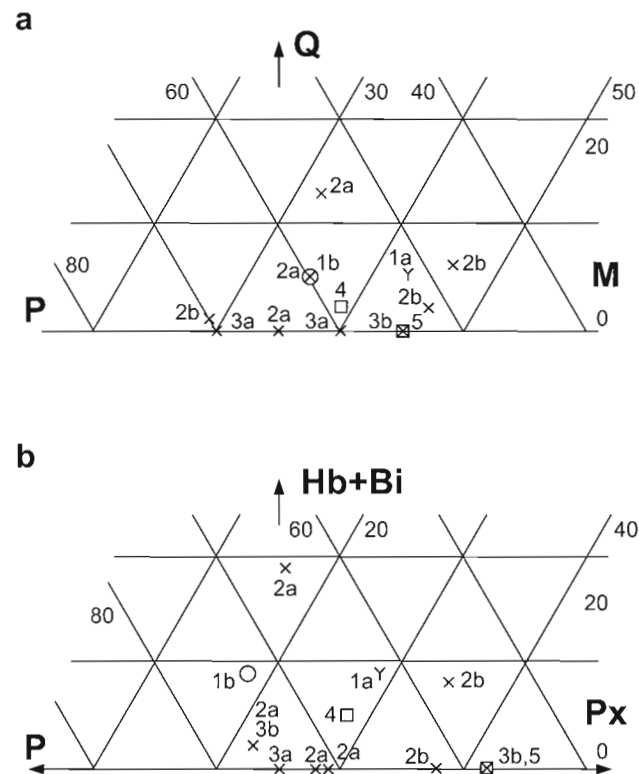 a
Q
60 30 40 50
20
2a
1b 1a
2a 2b
M
80
4
P 2b 2b
3a 2a 3a 3b 5 0
b
Hb+Bi
60 20 40
2a
80 20
1b 1a 2b
2a 4
3b Px
P 3a 2a 2a 2b 3b,5 0